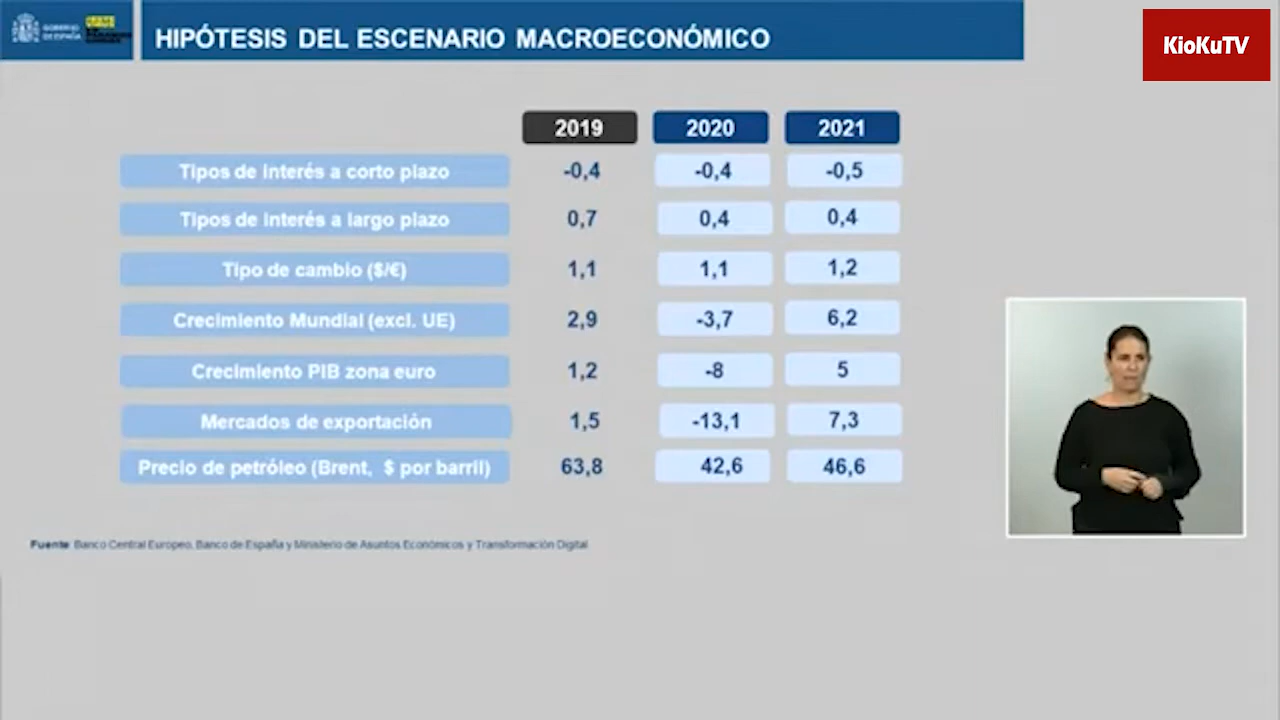 GOBIERNO
DE ESPAÑA
HIPÓTESIS DEL ESCENARIO MACROECONÓMICO
KioKuTV
2019 2020 2021
Tipos de interés a corto plazo -0,4 -0,4 -0,5
Tipos de interés a largo plazo 0,7 0,4 0,4
Tipo de cambio ($/€) 1,1 1,1 1,2
Crecimiento Mundial (excl. UE) 2,9 -3,7 6,2
Crecimiento PIB zona euro 1,2 -8 5
Mercados de exportación 1,5 -13,1 7,3
Precio de petróleo (Brent, $ por barril) 63,8 42,6 46,6
Fuente: Banco Central Europeo, Banco de España y Ministerio de Asuntos Económicos y Transformación Digital